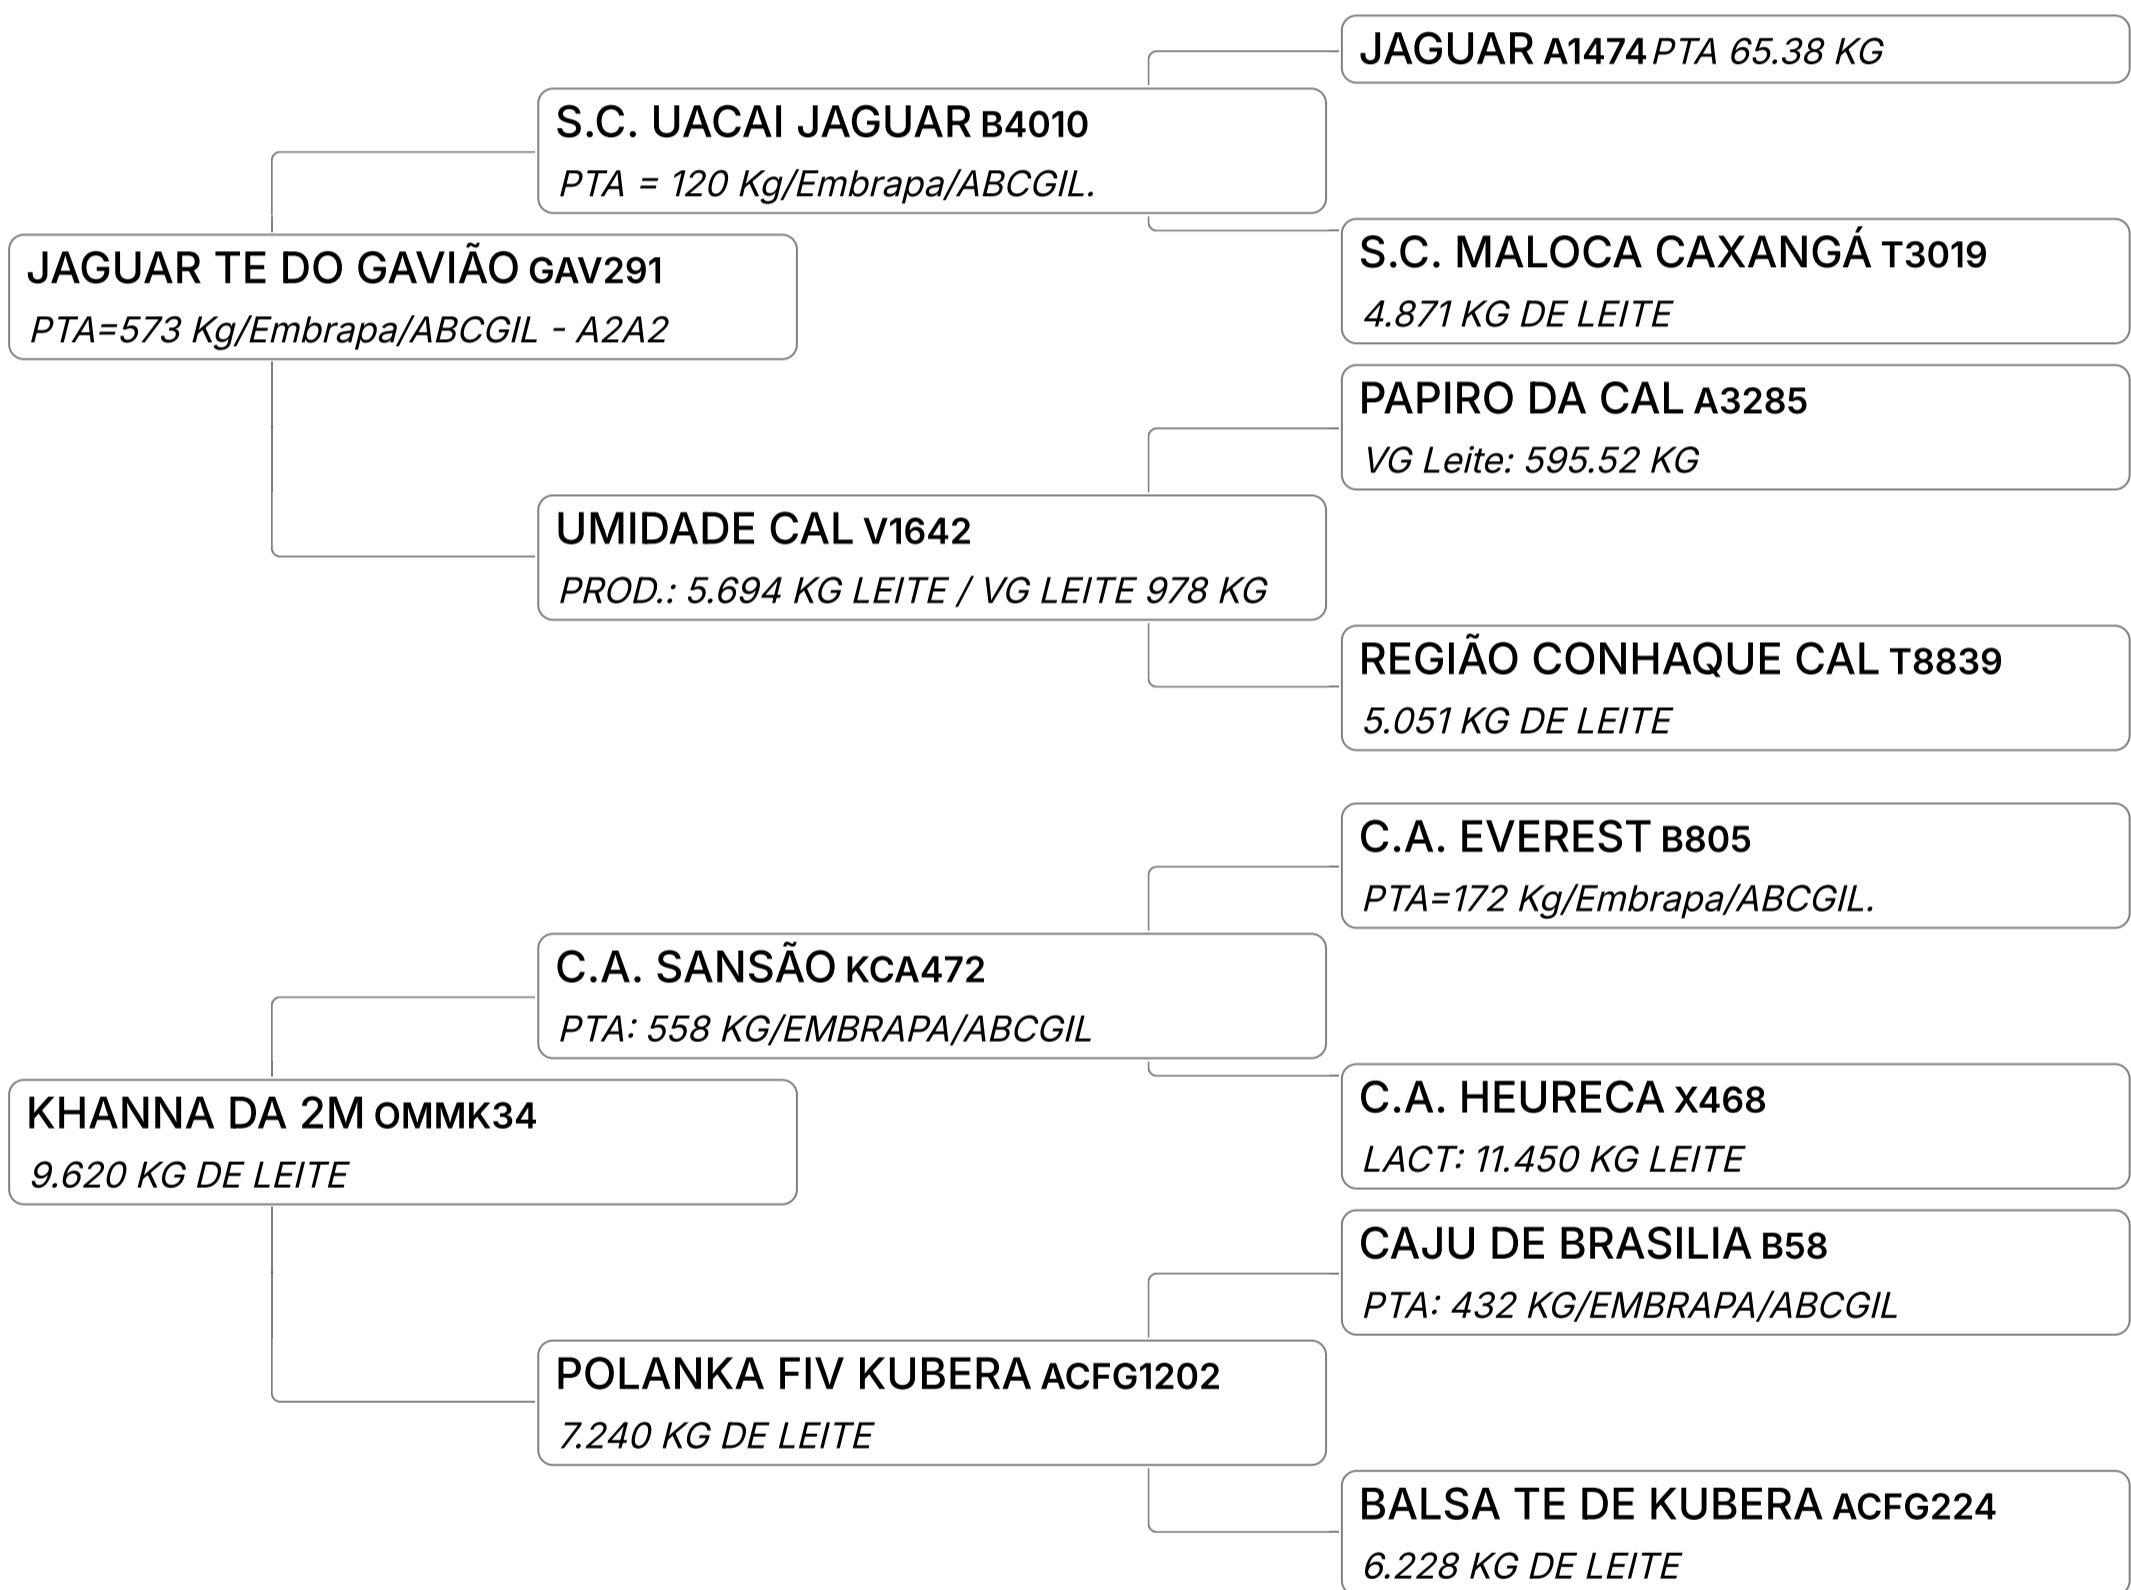 JAGUAR A1474 PTA 65.38 KG
S.C. UACAI JAGUAR B4010
PTA = 120 Kg/Embrapa/ABCGIL.
S.C. MALOCA CAXANGÁ T3019
4.871 KG DE LEITE
JAGUAR TE DO GAVIÃO GAV291
PTA=573 Kg/Embrapa/ABCGIL - A2A2
PAPIRO DA CAL A3285
VG Leite: 595.52 KG
UMIDADE CAL V1642
PROD.: 5.694 KG LEITE / VG LEITE 978 KG
REGIÃO CONHAQUE CAL T8839
5.051 KG DE LEITE
C.A. EVEREST B805
PTA=172 Kg/Embrapa/ABCGIL.
C.A. SANSÃO KCA472
PTA: 558 KG/EMBRAPA/ABCGIL
C.A. HEURECA X468
LACT: 11.450 KG LEITE
KHANNA DA 2M OMMK34
9.620 KG DE LEITE
CAJU DE BRASILIA B58
PTA: 432 KG/EMBRAPA/ABCGIL
POLANKA FIV KUBERA ACFG1202
7.240 KG DE LEITE
BALSA TE DE KUBERA ACFG224
6.228 KG DE LEITE